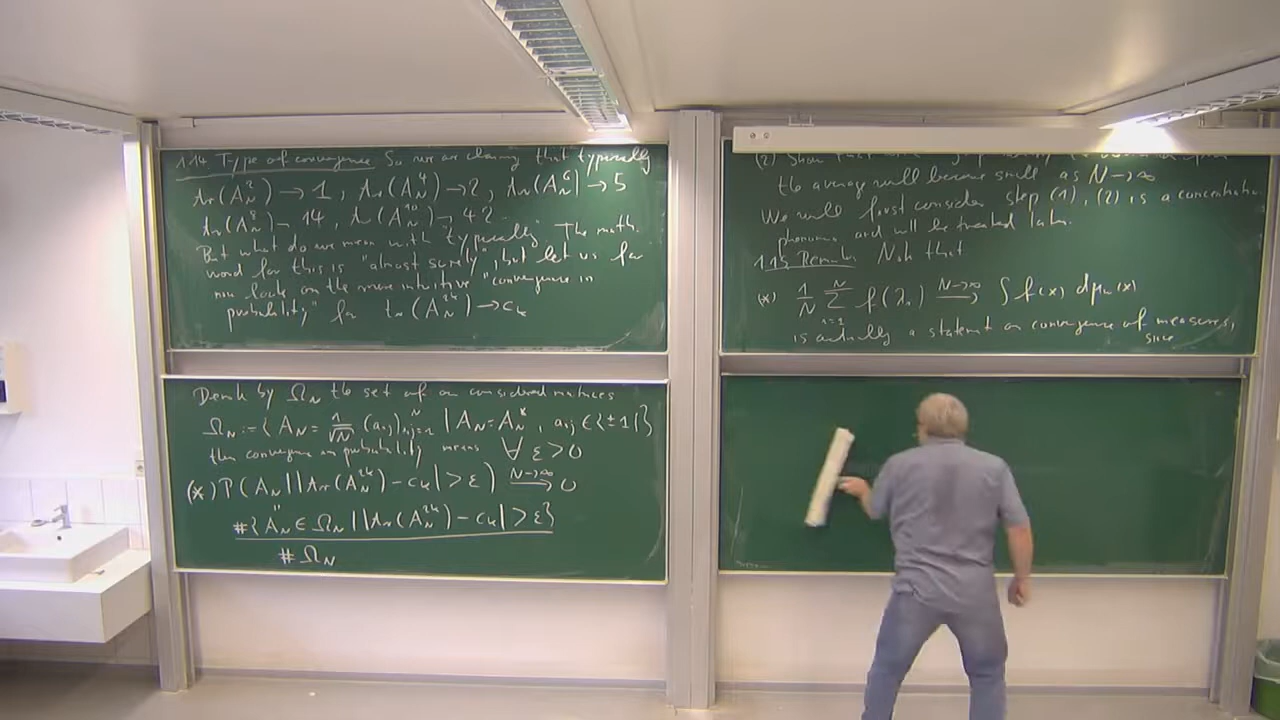 1.14 Type of convergence So we are claiming that typically
tr(A_N^2) → 1, tr(A_N^4) → 2, tr(A_N^6) → 5
tr(A_N^8) → 14, tr(A_N^10) → 42
But what do we mean with "typically" The math.
word for this is "almost surely", but let us for
now look on the more intuitive "convergence in
probability" for tr(A_N^{2k}) → c_k
Denote by Ω_N the set of our considered matrices
Ω_N := { A_N = 1/√N (a_ij)_{i,j=1}^N | A_N = A_N^*, a_ij ∈ {±1} }
then convergence in probability means ∀ ε > 0
(*) P(A_N | |tr(A_N^{2k}) - c_k| > ε) →^{N→∞} 0
"
#{A_N ∈ Ω_N | |tr(A_N^{2k}) - c_k| > ε}
# Ω_N
(2) Show that
the average will become small as N → ∞
We will first consider step (1), (2) is a concentration
phenomena and will be treated later.
1.15 Remark. Note that
(*) 1/N Σ_{i=1}^N f(λ_i) →^{N→∞} ∫ f(x) dμ_w(x)
is actually a statement on convergence of measures,
since